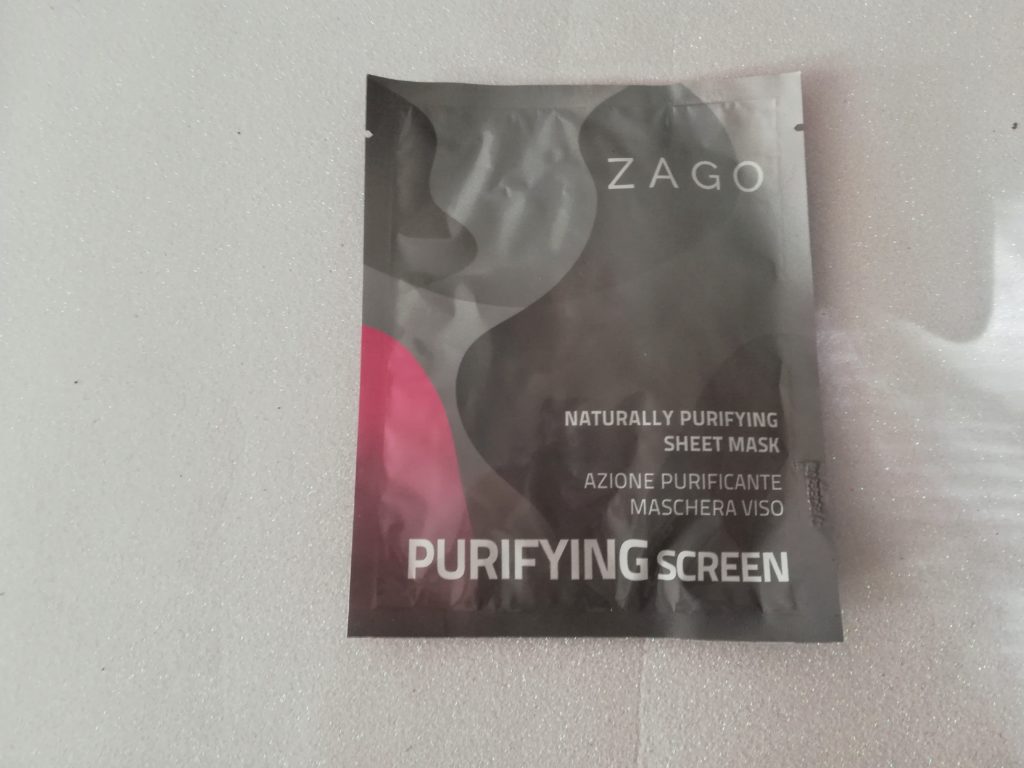 ZAGO
NATURALLY PURIFYING
SHEET MASK
AZIONE PURIFICANTE
MASCHERA VISO
PURIFYING SCREEN